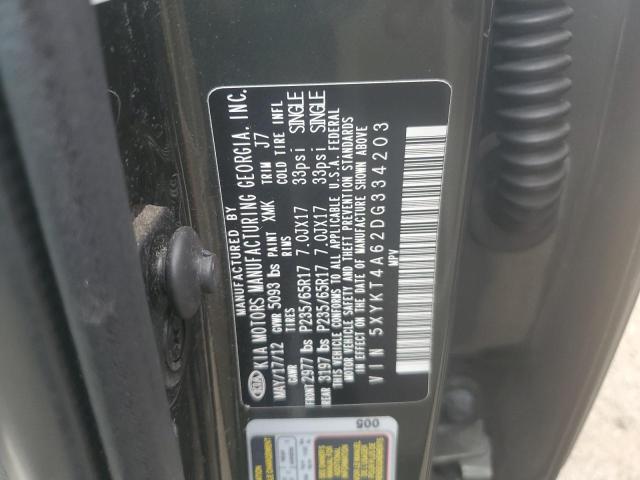 MANUFACTURED BY
KIA KIA MOTORS MANUFACTURING GEORGIA, INC.
MAY/17/12 GVWR 5093 lbs PAINT XMK TRIM J7
GAWR TIRES RIMS COLD TIRE INFL
FRONT 2977 lbs P235/65R17 7.0JX17 33psi SINGLE
REAR 3197 lbs P235/65R17 7.0JX17 33psi SINGLE
THIS VEHICLE CONFORMS TO ALL APPLICABLE U.S.A. FEDERAL
MOTOR VEHICLE SAFETY AND THEFT PREVENTION STANDARDS
IN EFFECT ON THE DATE OF MANUFACTURE SHOWN ABOVE
VIN 5XYKT4A62DG334203
MPV
005